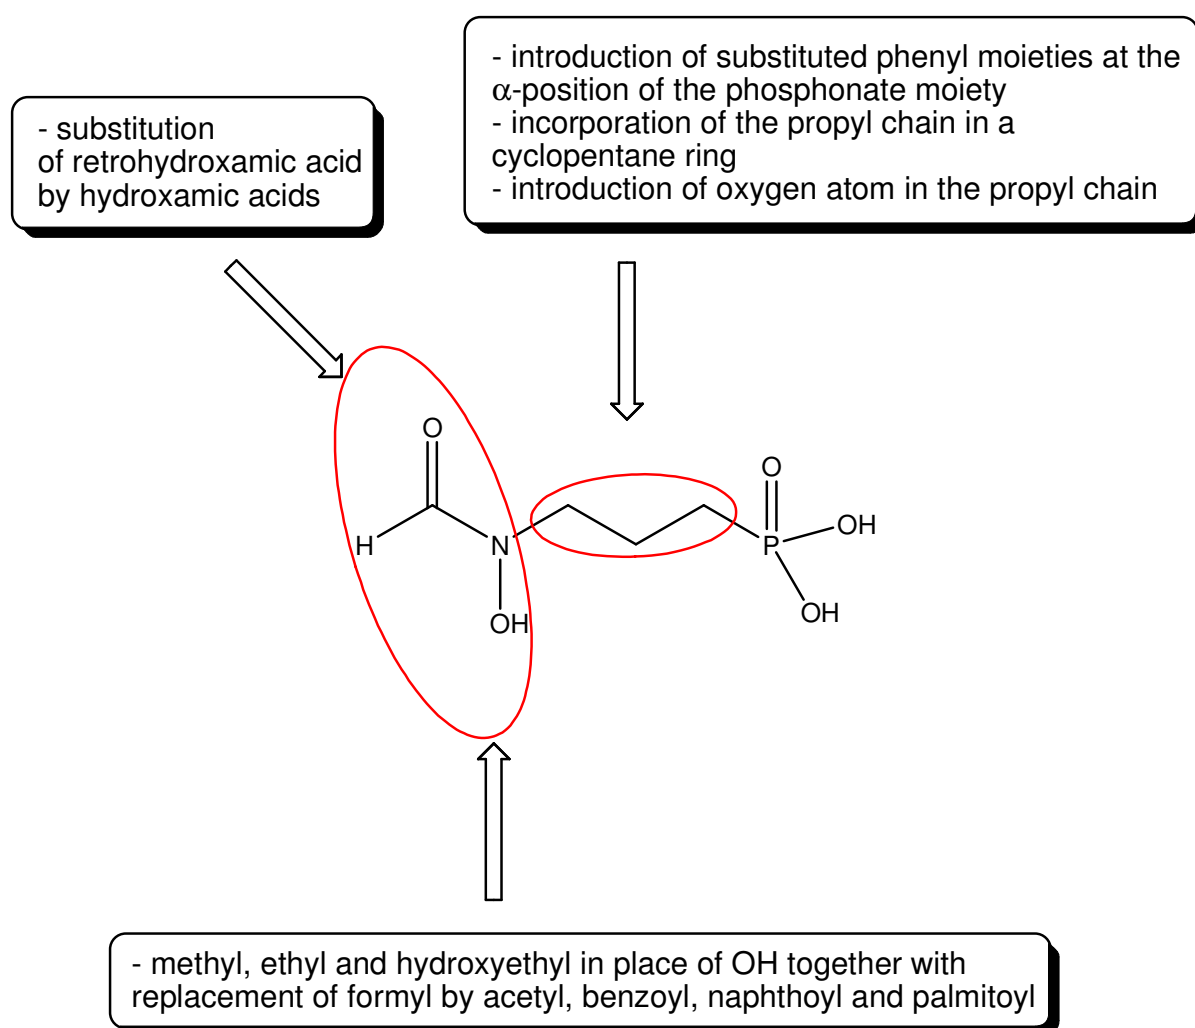 - introduction of substituted phenyl moieties at the
α-position of the phosphonate moiety
- incorporation of the propyl chain in a
cyclopentane ring
- introduction of oxygen atom in the propyl chain
- substitution
of retrohydroxamic acid
by hydroxamic acids
O
O
H
N
P
OH
OH
OH
- methyl, ethyl and hydroxyethyl in place of OH together with
replacement of formyl by acetyl, benzoyl, naphthoyl and palmitoyl